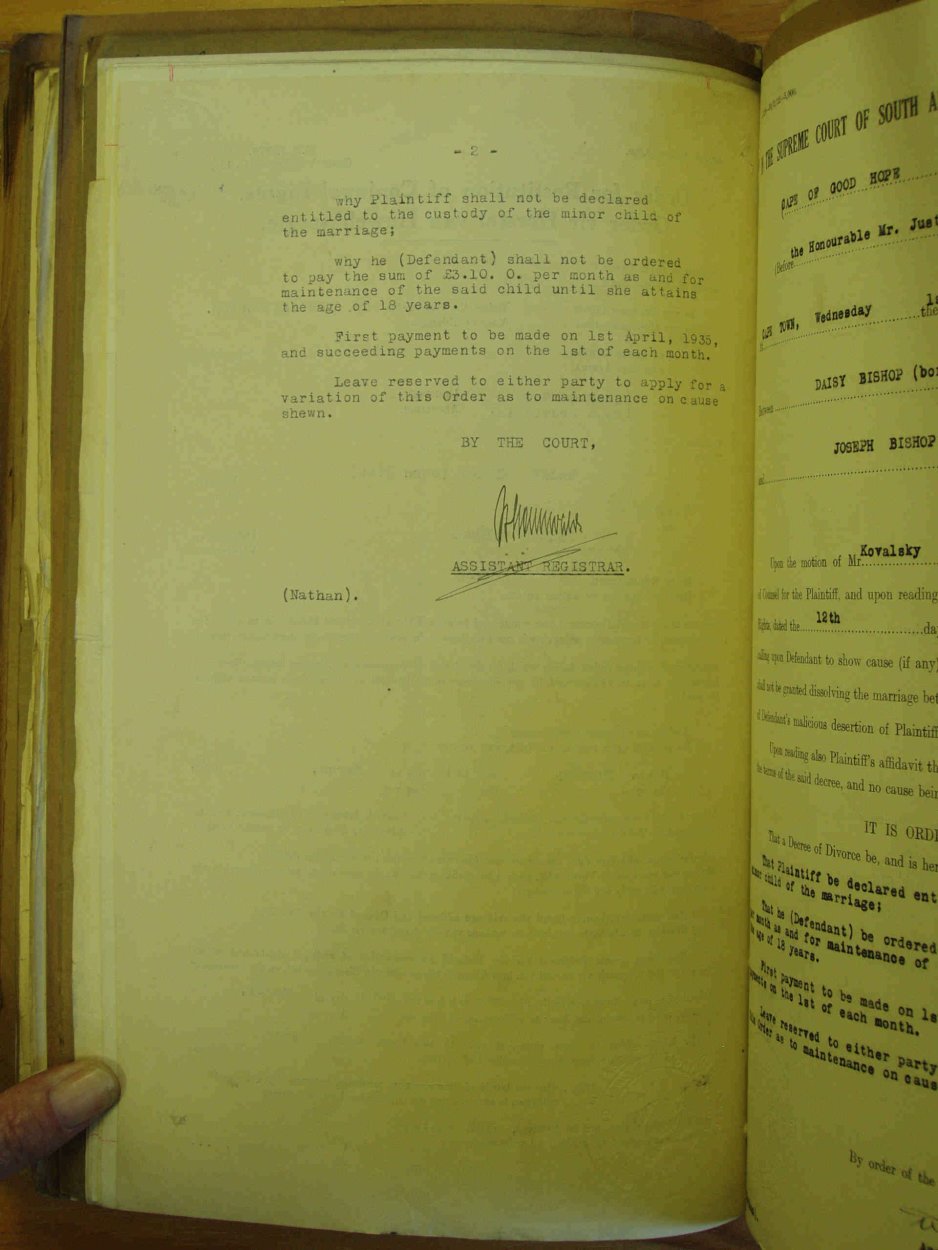 - 2 -
why Plaintiff shall not be declared
entitled to the custody of the minor child of
the marriage;
why he (Defendant) shall not be ordered
to pay the sum of £3.10. 0. per month as and for
maintenance of the said child until she attains
the age of 18 years.
First payment to be made on 1st April, 1935,
and succeeding payments on the 1st of each month.
Leave reserved to either party to apply for a
variation of this Order as to maintenance on cause
shewn.
BY THE COURT,
ASSISTANT REGISTRAR.
(Nathan).
THE SUPREME COURT OF SOUTH A
CAPE OF GOOD HOPE
(Before the Honourable Mr. Just
CAPE TOWN, Wednesday the 1s
Between DAISY BISHOP (bor
and JOSEPH BISHOP
Upon the motion of Mr. Kovalsky
of Counsel for the Plaintiff, and upon reading
Rights, dated the 12th da
calling upon Defendant to show cause (if any)
shall not be granted dissolving the marriage bet
of Defendant's malicious desertion of Plaintiff
Upon reading also Plaintiff's affidavit th
the terms of the said decree, and no cause bein
IT IS ORDE
That a Decree of Divorce be, and is her
That Plaintiff be declared ent
minor child of the marriage;
That he (Defendant) be ordered
per month as and for maintenance of
the age of 18 years.
First payment to be made on 1s
payments on the 1st of each month.
Leave reserved to either party
this Order as to maintenance on caus
By order of the